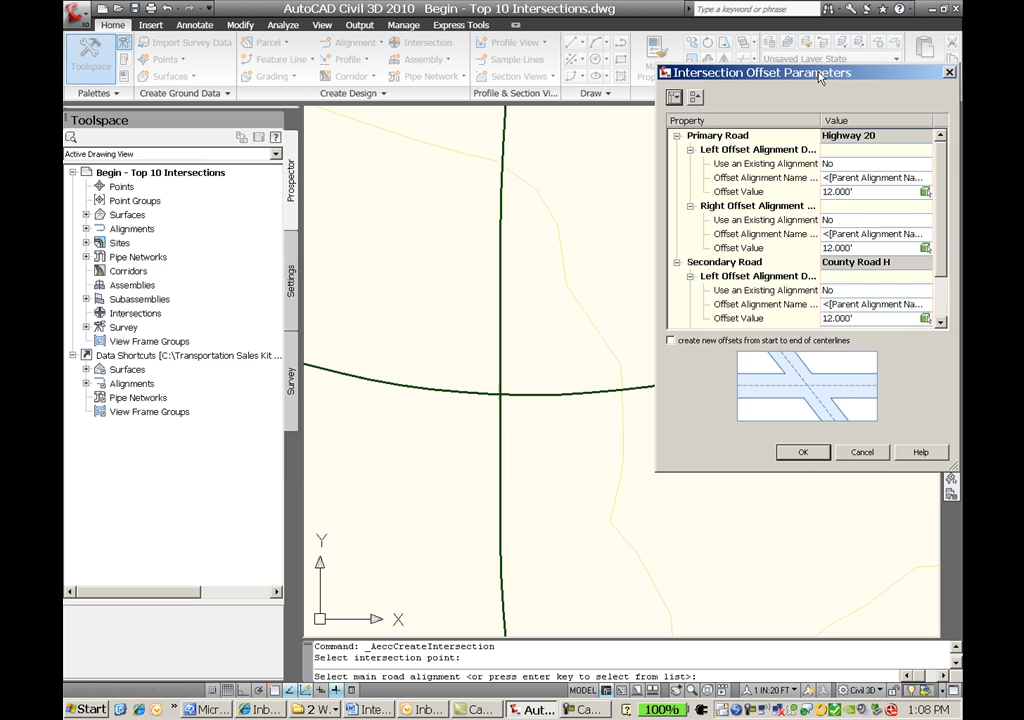 AutoCAD Civil 3D 2010 Begin - Top 10 Intersections.dwg
Type a keyword or phrase
Home Insert Annotate Modify Analyze View Output Manage Express Tools
Toolspace
Import Survey Data
Points
Surfaces
Parcel
Feature Line
Grading
Alignment
Profile
Corridor
Intersection
Assembly
Pipe Network
Profile View
Sample Lines
Section Views
Unsaved Layer State
Palettes
Create Ground Data
Create Design
Profile & Section Vi...
Draw
Toolspace
Active Drawing View
Begin - Top 10 Intersections
Points
Point Groups
Surfaces
Alignments
Sites
Pipe Networks
Corridors
Assemblies
Subassemblies
Intersections
Survey
View Frame Groups
Data Shortcuts [C:\Transportation Sales Kit ...
Surfaces
Alignments
Pipe Networks
View Frame Groups
Prospector
Settings
Survey
Y
X
Intersection Offset Parameters
Property Value
Primary Road Highway 20
Left Offset Alignment D...
Use an Existing Alignment No
Offset Alignment Name ... <[Parent Alignment Na...
Offset Value 12.000'
Right Offset Alignment ...
Use an Existing Alignment No
Offset Alignment Name ... <[Parent Alignment Na...
Offset Value 12.000'
Secondary Road County Road H
Left Offset Alignment D...
Use an Existing Alignment No
Offset Alignment Name ... <[Parent Alignment Na...
Offset Value 12.000'
create new offsets from start to end of centerlines
OK Cancel Help
Command: _AeccCreateIntersection
Select intersection point:
Select main road alignment <or press enter key to select from list>:
MODEL 1 IN:20 FT Civil 3D
Start Micr... Inb... 2 W... Inte... Inb... Ca... Aut... Ca... 100% 1:08 PM